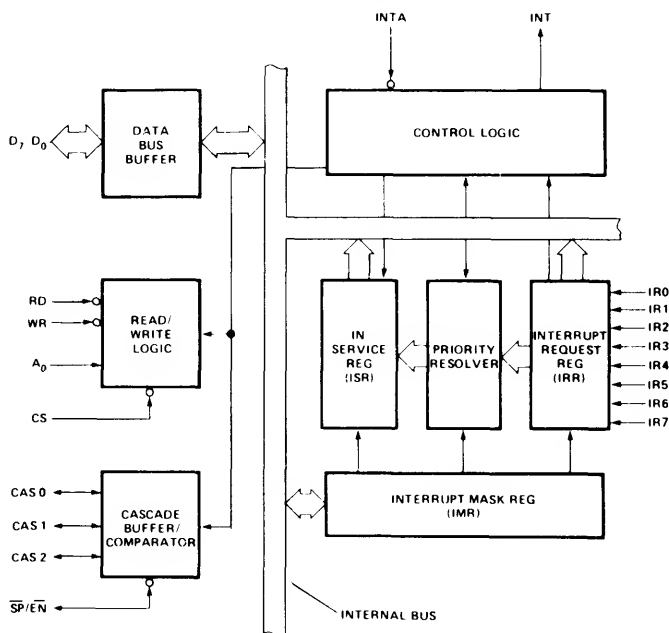 INTA
INT
CONTROL LOGIC
D₇ D₀
DATA
BUS
BUFFER
RD
WR
A₀
CS
READ/
WRITE
LOGIC
IN
SERVICE
REG
(ISR)
PRIORITY
RESOLVER
INTERRUPT
REQUEST
REG
(IRR)
IR0
IR1
IR2
IR3
IR4
IR5
IR6
IR7
CAS 0
CAS 1
CAS 2
S̅P̅/E̅N̅
CASCADE
BUFFER/
COMPARATOR
INTERRUPT MASK REG
(IMR)
INTERNAL BUS